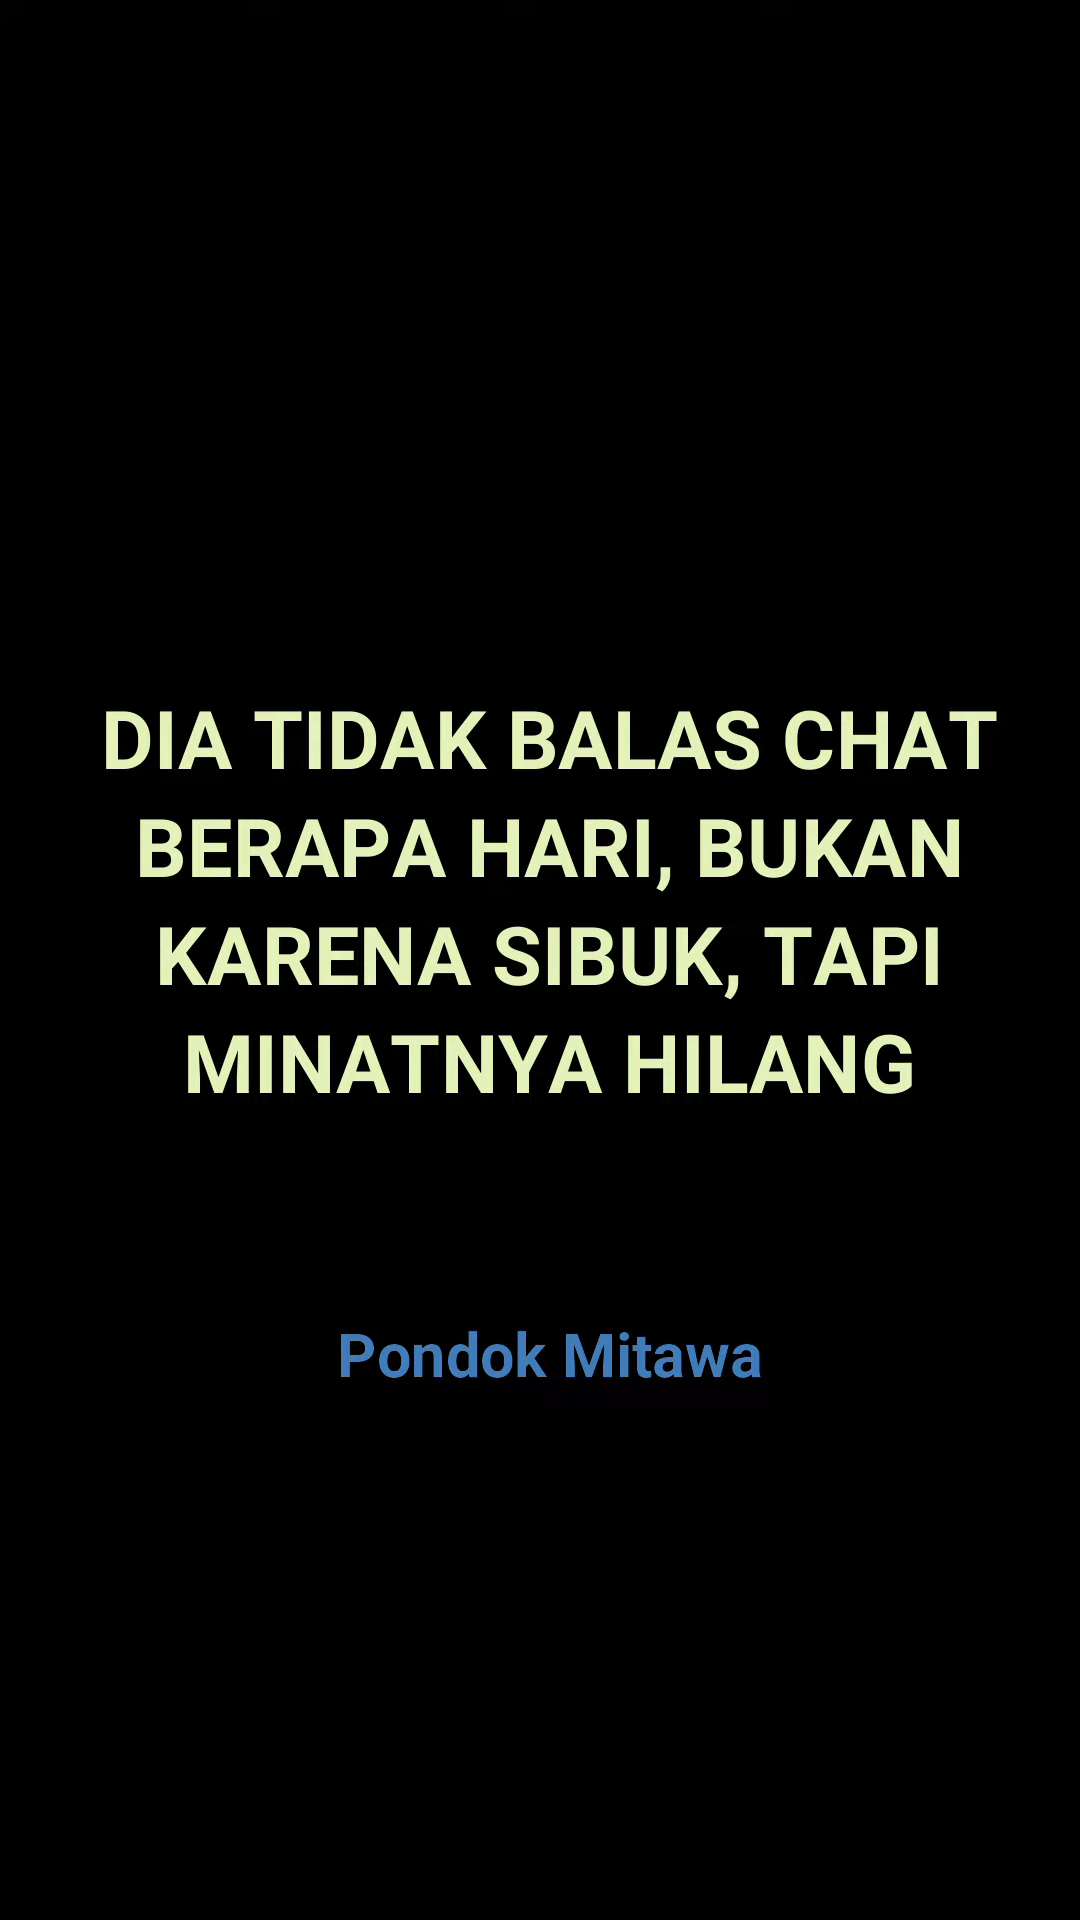 DIA TIDAK BALAS CHAT
BERAPA HARI, BUKAN
KARENA SIBUK, TAPI
MINATNYA HILANG
Pondok Mitawa